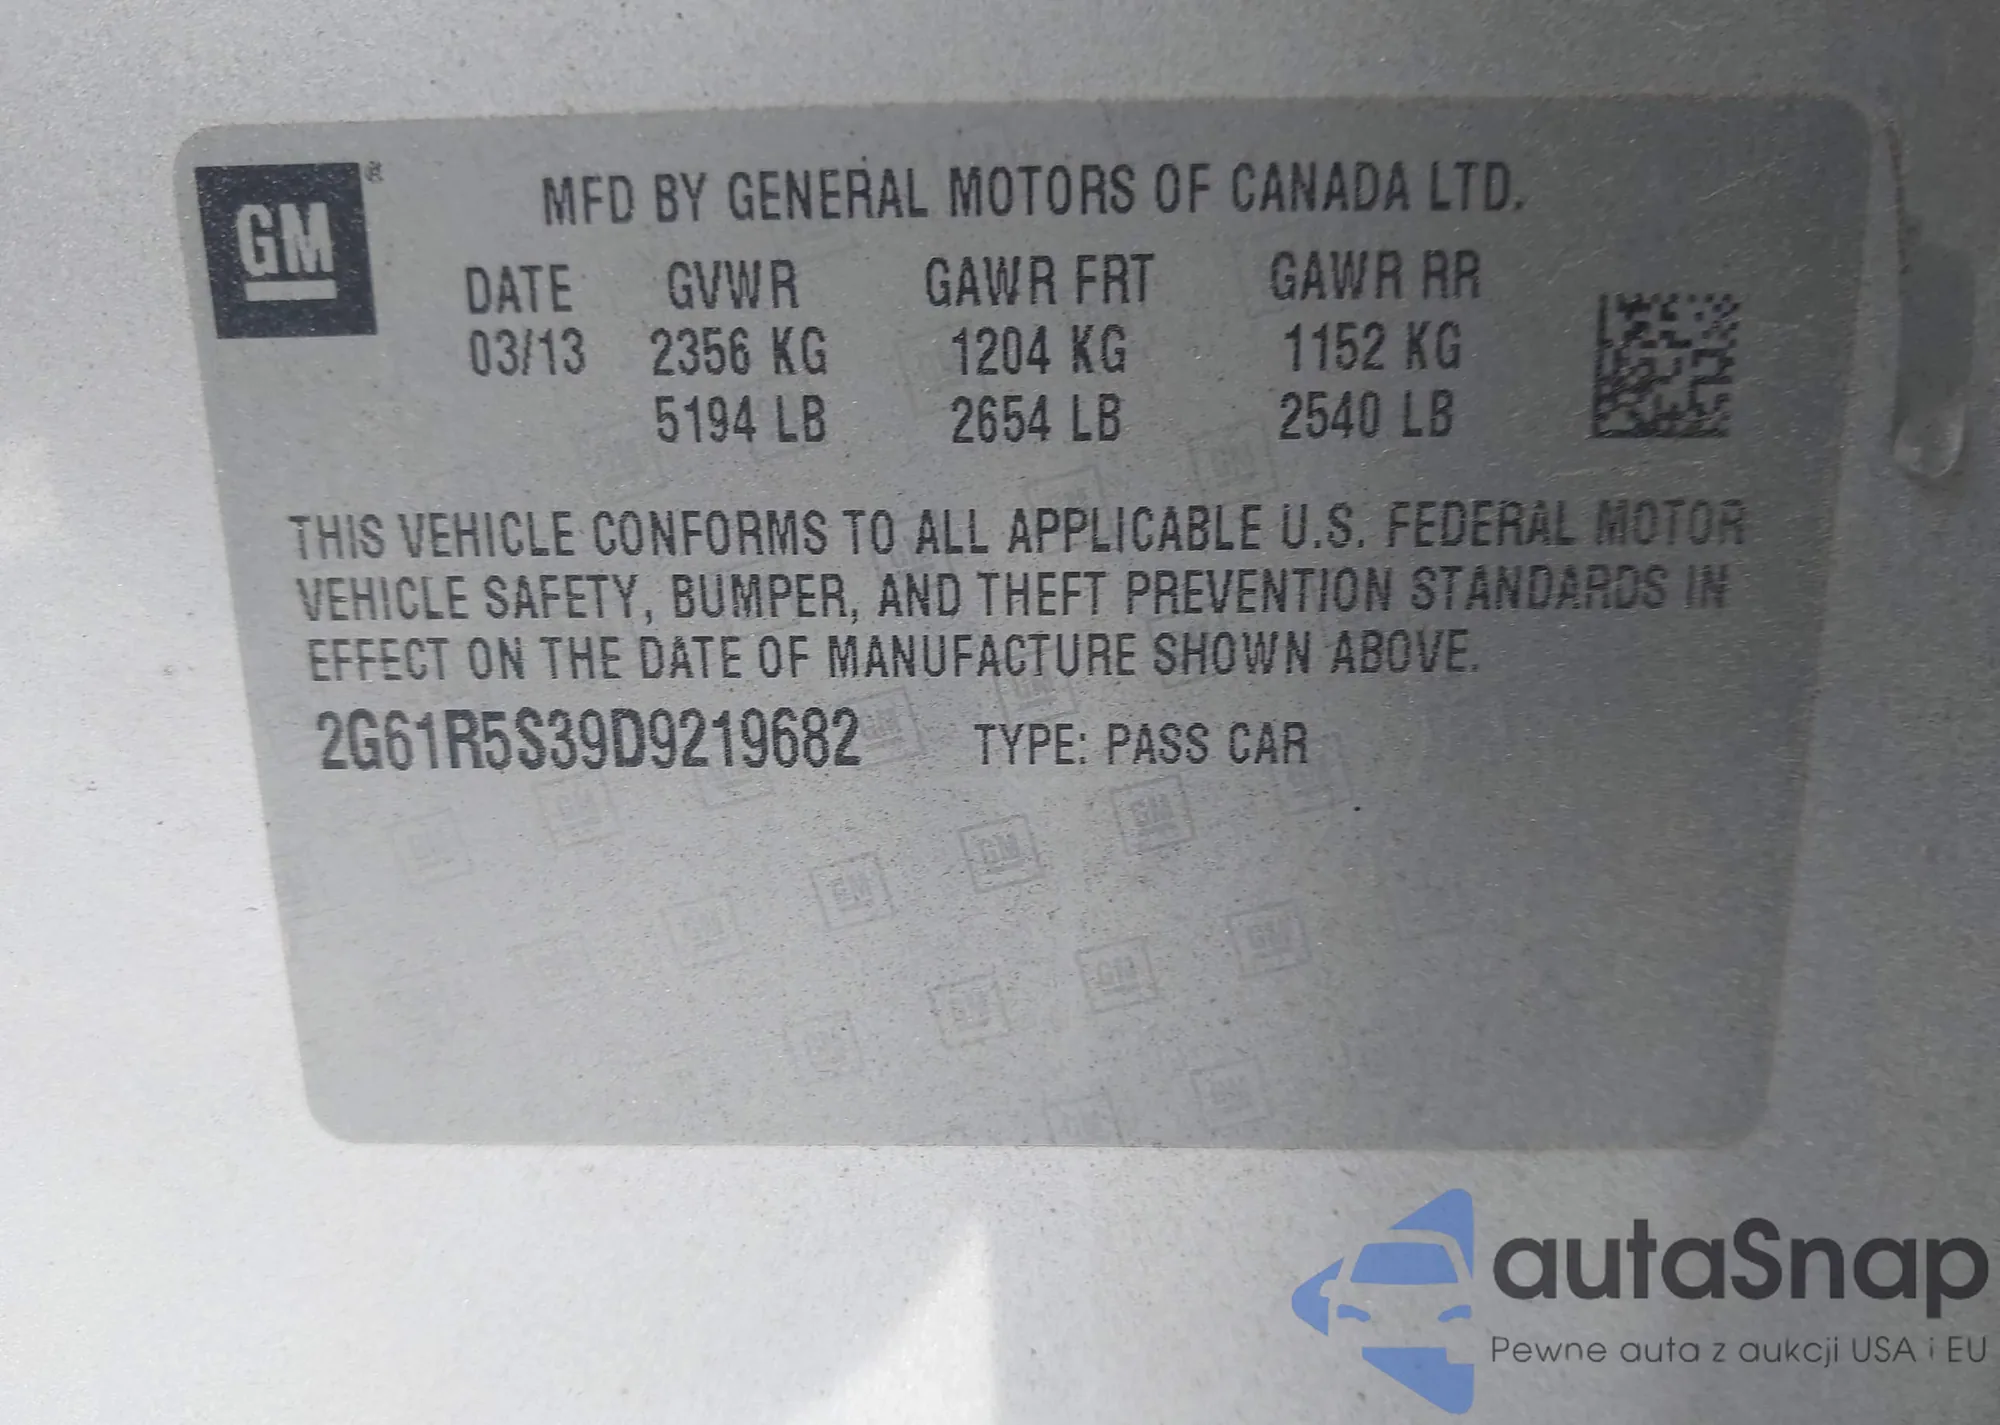 GM®
MFD BY GENERAL MOTORS OF CANADA LTD.
DATE GVWR GAWR FRT GAWR RR
03/13 2356 KG 1204 KG 1152 KG
5194 LB 2654 LB 2540 LB
THIS VEHICLE CONFORMS TO ALL APPLICABLE U.S. FEDERAL MOTOR
VEHICLE SAFETY, BUMPER, AND THEFT PREVENTION STANDARDS IN
EFFECT ON THE DATE OF MANUFACTURE SHOWN ABOVE.
2G61R5S39D9219682 TYPE: PASS CAR
autaSnap
Pewne auta z aukcji USA i EU